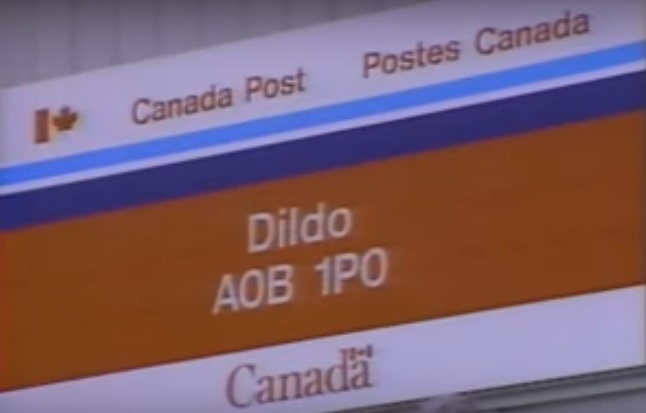 Canada Post Postes Canada
Dildo
A0B 1P0
Canada